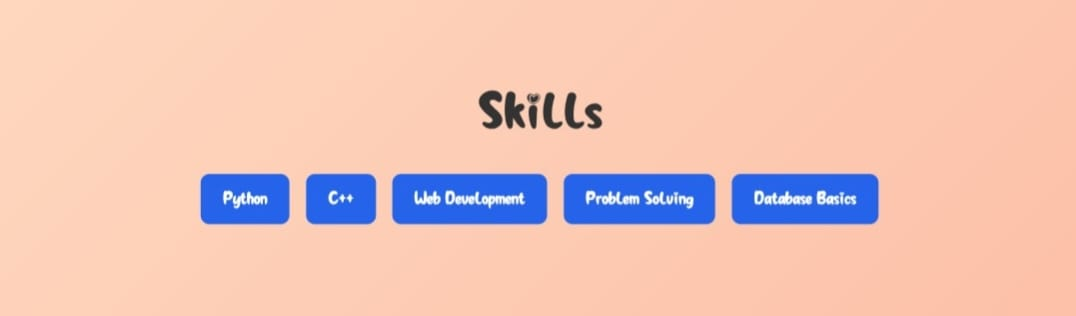 Skills
Python C++ Web Development Problem Solving Database Basics